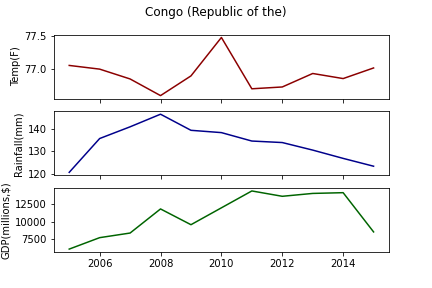 Congo (Republic of the)
Temp(F)
77.5
77.0
Rainfall(mm)
140
130
120
GDP(millions,$)
12500
10000
7500
2006 2008 2010 2012 2014